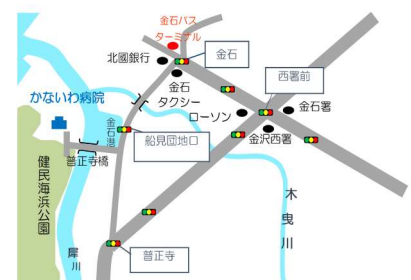 金石バス
ターミナル
北國銀行
金石
西署前
かないわ病院
金石
タクシー
ローソン
金石署
金石港
船見団地口
金沢西署
普正寺橋
健民海浜公園
木曳川
普正寺
犀川